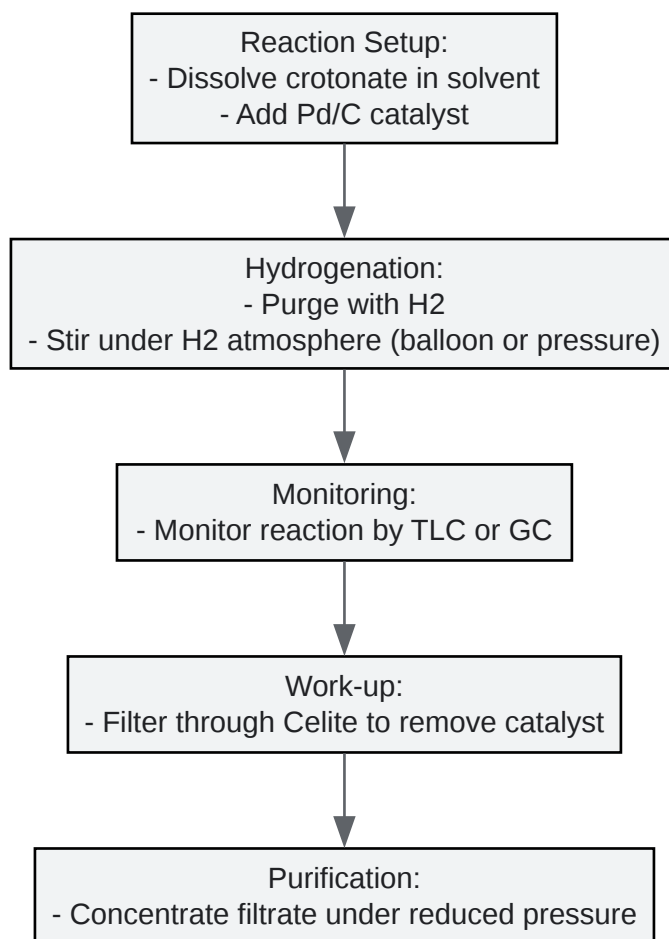 Reaction Setup:
- Dissolve crotonate in solvent
- Add Pd/C catalyst
Hydrogenation:
- Purge with H2
- Stir under H2 atmosphere (balloon or pressure)
Monitoring:
- Monitor reaction by TLC or GC
Work-up:
- Filter through Celite to remove catalyst
Purification:
- Concentrate filtrate under reduced pressure